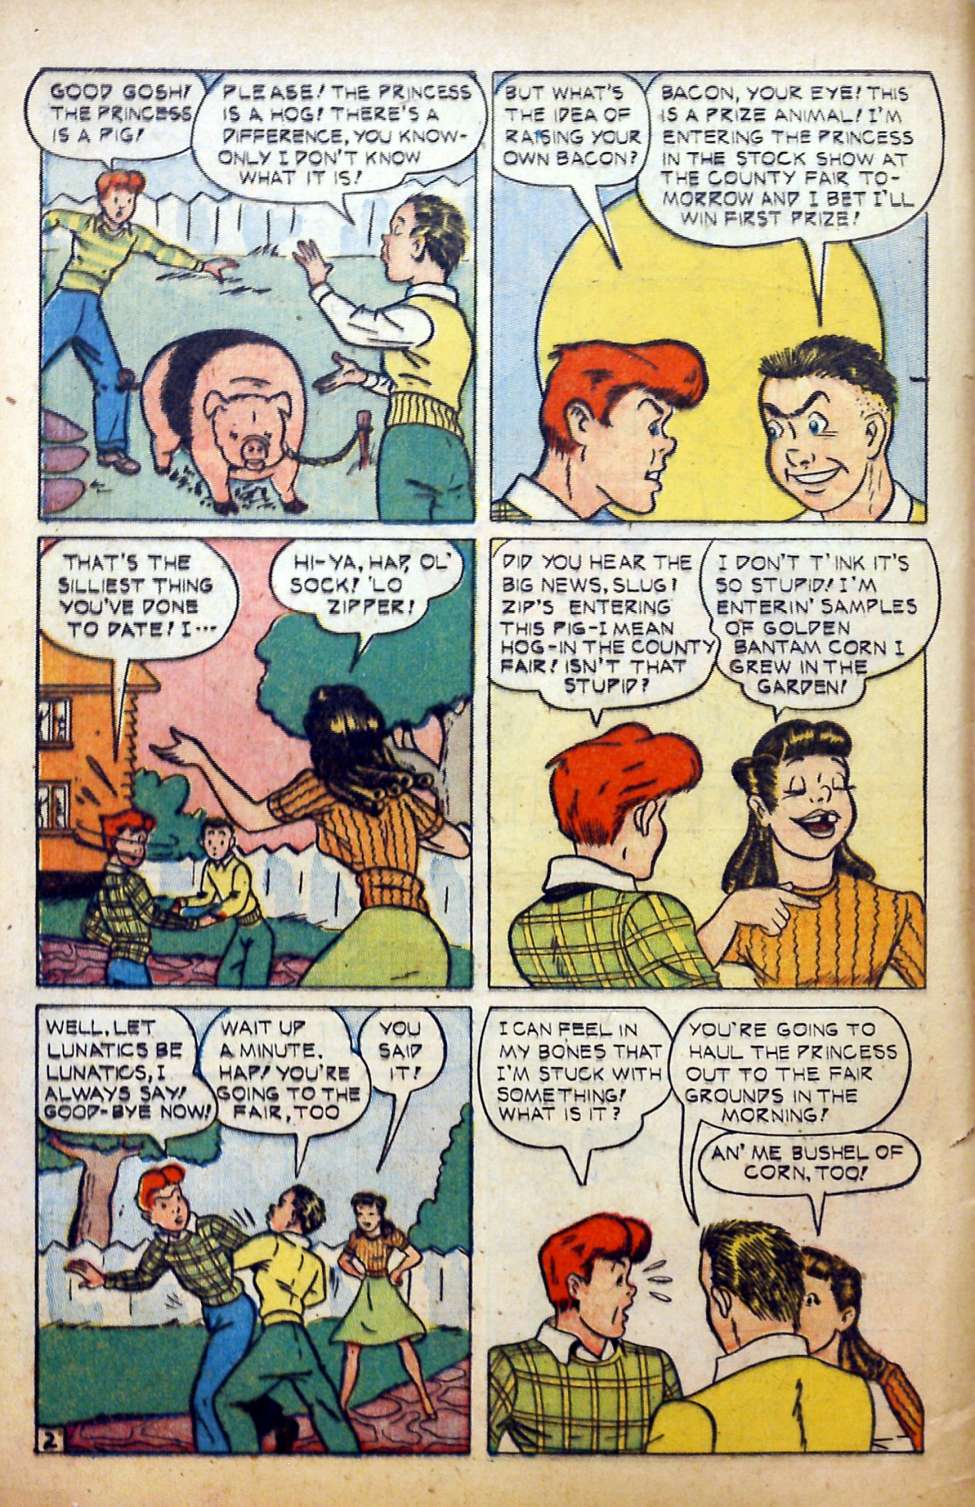 GOOD GOSH!
THE PRINCESS
IS A PIG!
PLEASE! THE PRINCESS
IS A HOG! THERE'S A
DIFFERENCE, YOU KNOW-
ONLY I DON'T KNOW
WHAT IT IS!
BUT WHAT'S
THE IDEA OF
RAISING YOUR
OWN BACON?
BACON, YOUR EYE! THIS
IS A PRIZE ANIMAL! I'M
ENTERING THE PRINCESS
IN THE STOCK SHOW AT
THE COUNTY FAIR TO-
MORROW AND I BET I'LL
WIN FIRST PRIZE!
THAT'S THE
SILLIEST THING
YOU'VE DONE
TO DATE! I---
HI-YA, HAP, OL'
SOCK! 'LO
ZIPPER!
DID YOU HEAR THE
BIG NEWS, SLUG?
ZIP'S ENTERING
THIS PIG-I MEAN
HOG-IN THE COUNTY
FAIR! ISN'T THAT
STUPID?
I DON'T T'INK IT'S
SO STUPID! I'M
ENTERIN' SAMPLES
OF GOLDEN
BANTAM CORN I
GREW IN THE
GARDEN!
WELL, LET
LUNATICS BE
LUNATICS, I
ALWAYS SAY!
GOOD-BYE NOW!
WAIT UP
A MINUTE,
HAP! YOU'RE
GOING TO THE
FAIR, TOO
YOU
SAID
IT!
I CAN FEEL IN
MY BONES THAT
I'M STUCK WITH
SOMETHING!
WHAT IS IT?
YOU'RE GOING TO
HAUL THE PRINCESS
OUT TO THE FAIR
GROUNDS IN THE
MORNING!
AN' ME BUSHEL OF
CORN, TOO!
2